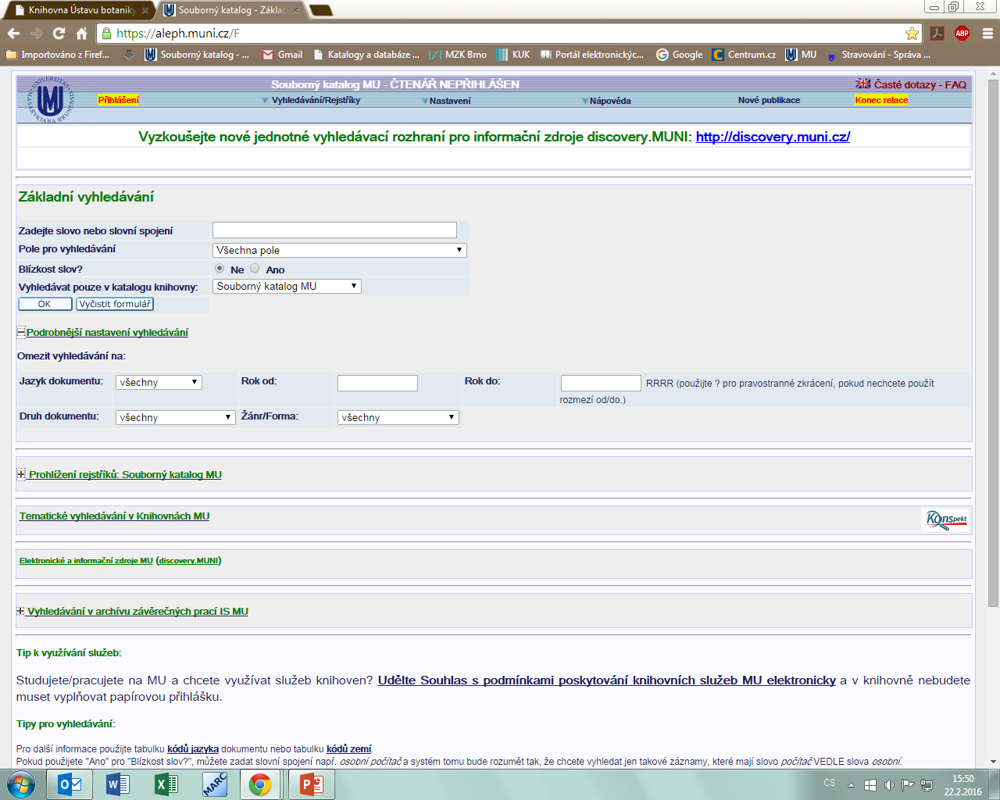 Knihovna Ústavu botaniky
Souborný katalog - Základ
https://aleph.muni.cz/F
ABP
Importováno z Firef...
Souborný katalog - ...
Gmail
Katalogy a databáze ...
MZK Brno
KUK
Portál elektronickýc...
Google
Centrum.cz
MU
Stravování - Správa ...
Souborný katalog MU - ČTENÁŘ NEPŘIHLÁŠEN
Časté dotazy - FAQ
Přihlášení
Vyhledávání/Rejstříky
Nastavení
Nápověda
Nové publikace
Konec relace
UNIVERSITAS MASARYKIANA BRUNENSIS
Vyzkoušejte nové jednotné vyhledávací rozhraní pro informační zdroje discovery.MUNI: http://discovery.muni.cz/
Základní vyhledávání
Zadejte slovo nebo slovní spojení
Pole pro vyhledávání Všechna pole
Blízkost slov? Ne Ano
Vyhledávat pouze v katalogu knihovny: Souborný katalog MU
OK Vyčistit formulář
Podrobnější nastavení vyhledávání
Omezit vyhledávání na:
Jazyk dokumentu: všechny Rok od: Rok do: RRRR (použijte ? pro pravostranné zkrácení, pokud nechcete použít
rozmezí od/do.)
Druh dokumentu: všechny Žánr/Forma: všechny
Prohlížení rejstříků: Souborný katalog MU
Tematické vyhledávání v Knihovnách MU
Konspekt
Elektronické a informační zdroje MU (discovery.MUNI)
Vyhledávání v archívu závěrečných prací IS MU
Tip k využívání služeb:
Studujete/pracujete na MU a chcete využívat služeb knihoven? Udělte Souhlas s podmínkami poskytování knihovních služeb MU elektronicky a v knihovně nebudete
muset vyplňovat papírovou přihlášku.
Tipy pro vyhledávání:
Pro další informace použijte tabulku kódů jazyka dokumentu nebo tabulku kódů zemí.
Pokud použijete "Ano" pro "Blízkost slov?", můžete zadat slovní spojení např. osobní počítač a systém tomu bude rozumět tak, že chcete vyhledat jen takové záznamy, které mají slovo počítač VEDLE slova osobní.
MARC
CS
15:50
22.2.2016